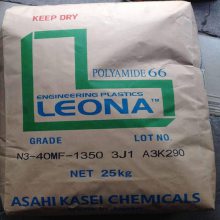 KEEP DRY
POLYAMIDE 66
ENGINEERING PLASTICS
LEONA™
GRADE LOT NO.
N3-40MF-1350 3J1 A3K290
NET 25kg
ASAHI KASEI CHEMICALS